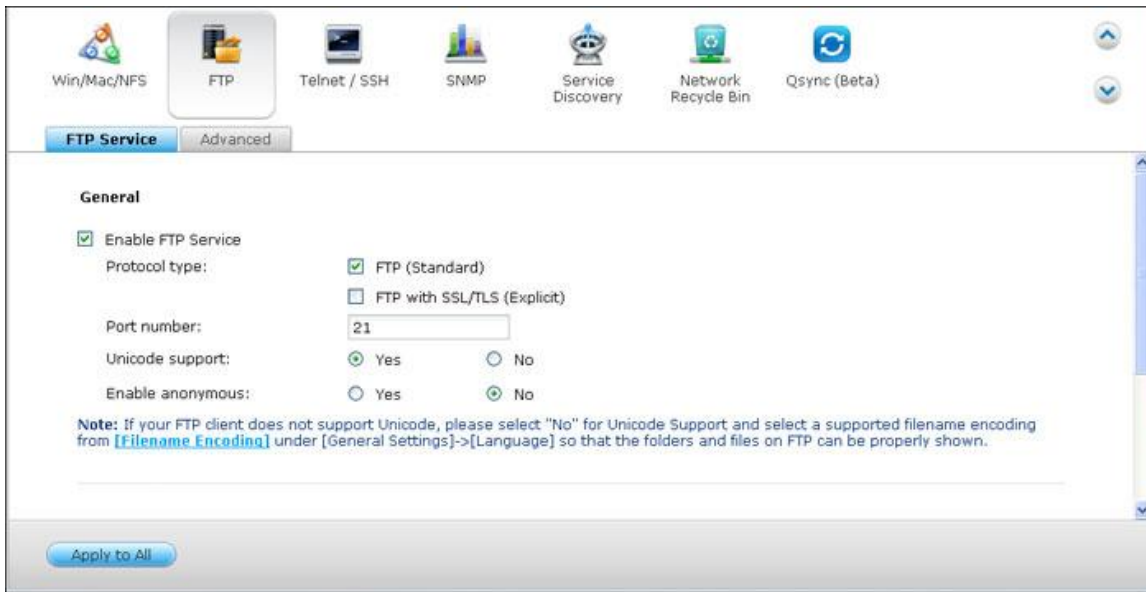 Win/Mac/NFS
FTP
Telnet / SSH
SNMP
Service
Discovery
Network
Recycle Bin
Qsync (Beta)
FTP Service
Advanced
General
Enable FTP Service
Protocol type:
FTP (Standard)
FTP with SSL/TLS (Explicit)
Port number:
21
Unicode support:
Yes
No
Enable anonymous:
Yes
No
Note: If your FTP client does not support Unicode, please select "No" for Unicode Support and select a supported filename encoding
from [Filename Encoding] under [General Settings]->[Language] so that the folders and files on FTP can be properly shown.
Apply to All